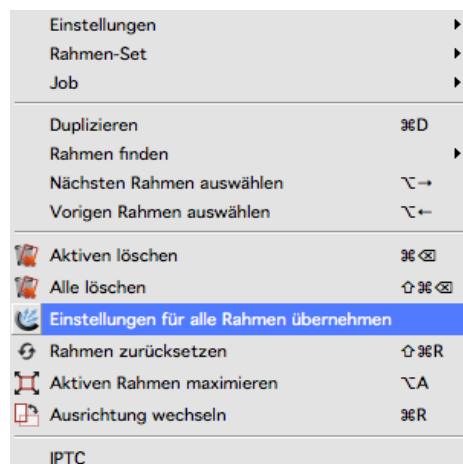 Einstellungen
Rahmen-Set
Job
Duplizieren ⌘D
Rahmen finden
Nächsten Rahmen auswählen ⌥→
Vorigen Rahmen auswählen ⌥←
Aktiven löschen ⌘⌫
Alle löschen ⇧⌘⌫
Einstellungen für alle Rahmen übernehmen
Rahmen zurücksetzen ⇧⌘R
Aktiven Rahmen maximieren ⌥A
Ausrichtung wechseln ⌘R
IPTC